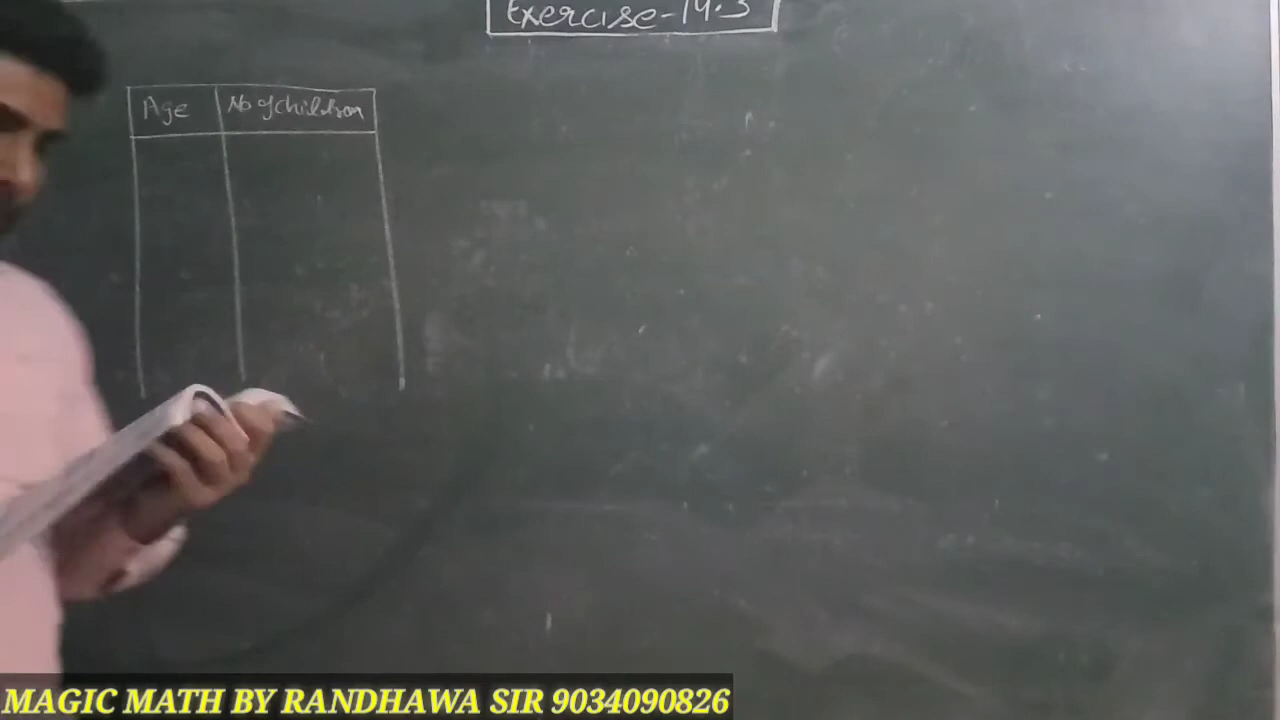 Exercise-14.3
Age No of children
MAGIC MATH BY RANDHAWA SIR 9034090826